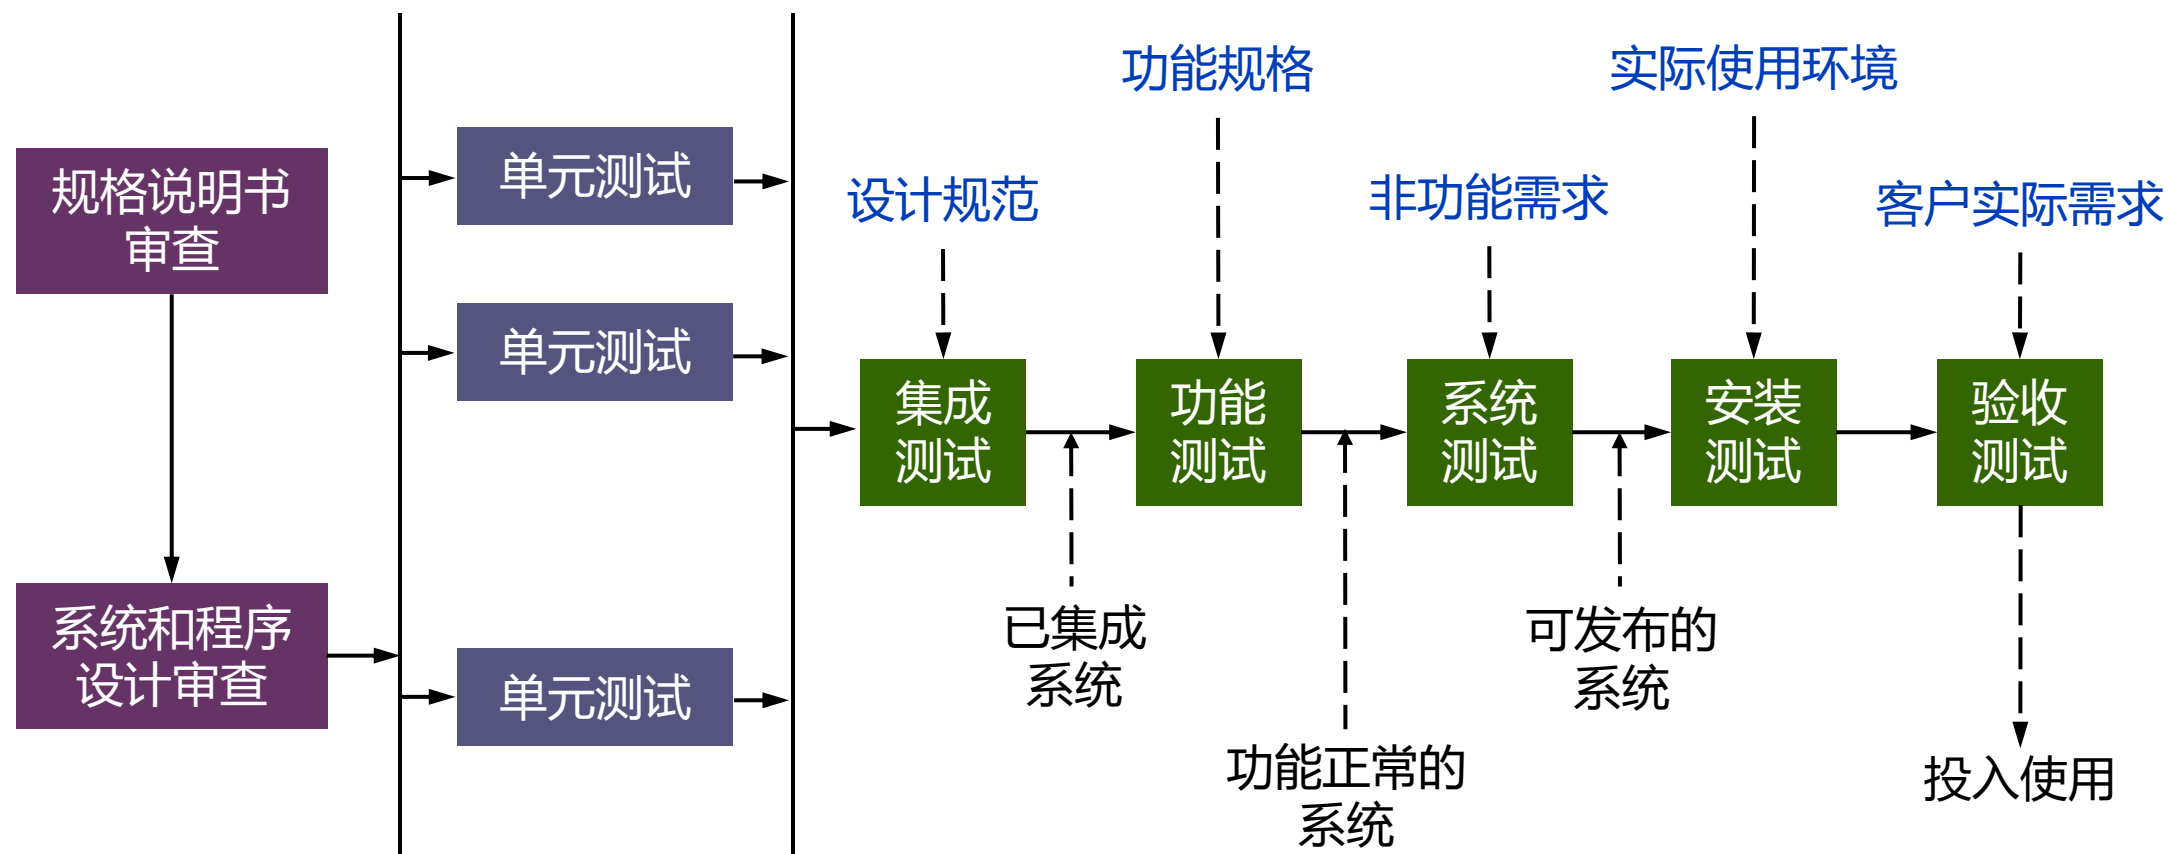 规格说明书
审查
系统和程序
设计审查
单元测试
单元测试
单元测试
设计规范
功能规格
非功能需求
实际使用环境
客户实际需求
集成
测试
功能
测试
系统
测试
安装
测试
验收
测试
已集成
系统
功能正常的
系统
可发布的
系统
投入使用